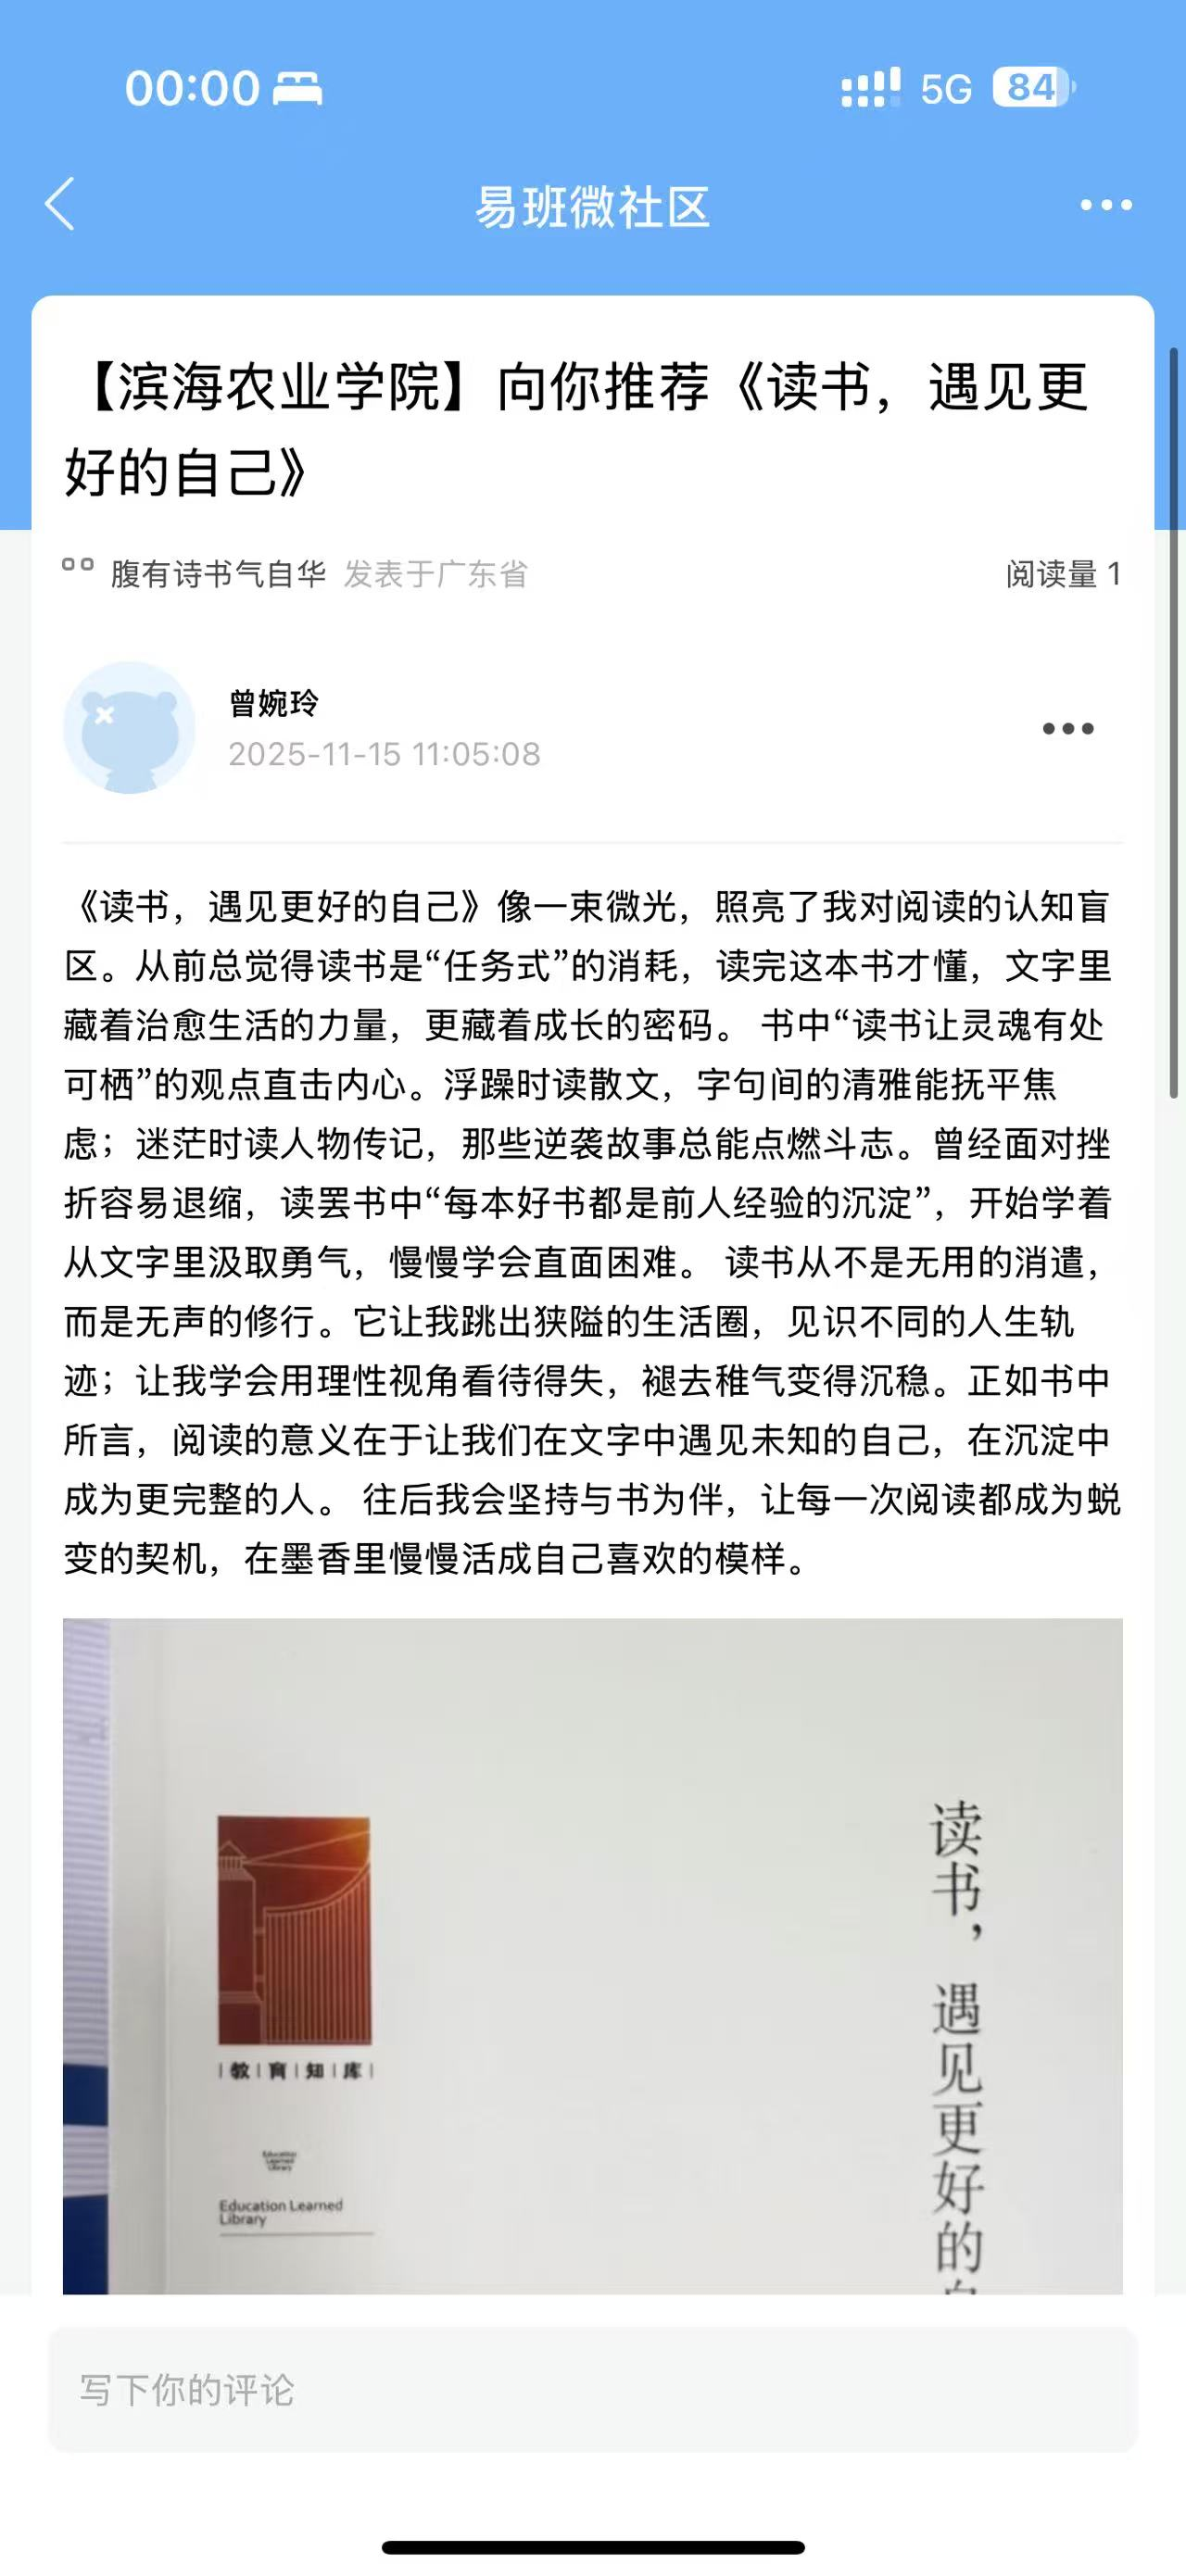 00:00
5G 84
易班微社区
【滨海农业学院】向你推荐《读书，遇见更
好的自己》
腹有诗书气自华 发表于广东省
阅读量 1
曾婉玲
2025-11-15 11:05:08
《读书，遇见更好的自己》像一束微光，照亮了我对阅读的认知盲
区。从前总觉得读书是“任务式”的消耗，读完这本书才懂，文字里
藏着治愈生活的力量，更藏着成长的密码。 书中“读书让灵魂有处
可栖”的观点直击内心。浮躁时读散文，字句间的清雅能抚平焦
虑；迷茫时读人物传记，那些逆袭故事总能点燃斗志。曾经面对挫
折容易退缩，读罢书中“每本好书都是前人经验的沉淀”，开始学着
从文字里汲取勇气，慢慢学会直面困难。 读书从不是无用的消遣，
而是无声的修行。它让我跳出狭隘的生活圈，见识不同的人生轨
迹；让我学会用理性视角看待得失，褪去稚气变得沉稳。正如书中
所言，阅读的意义在于让我们在文字中遇见未知的自己，在沉淀中
成为更完整的人。 往后我会坚持与书为伴，让每一次阅读都成为蜕
变的契机，在墨香里慢慢活成自己喜欢的模样。
读书，遇见更好的
|教|育|知|库|
Education
Learned
Library
Education Learned
Library
写下你的评论